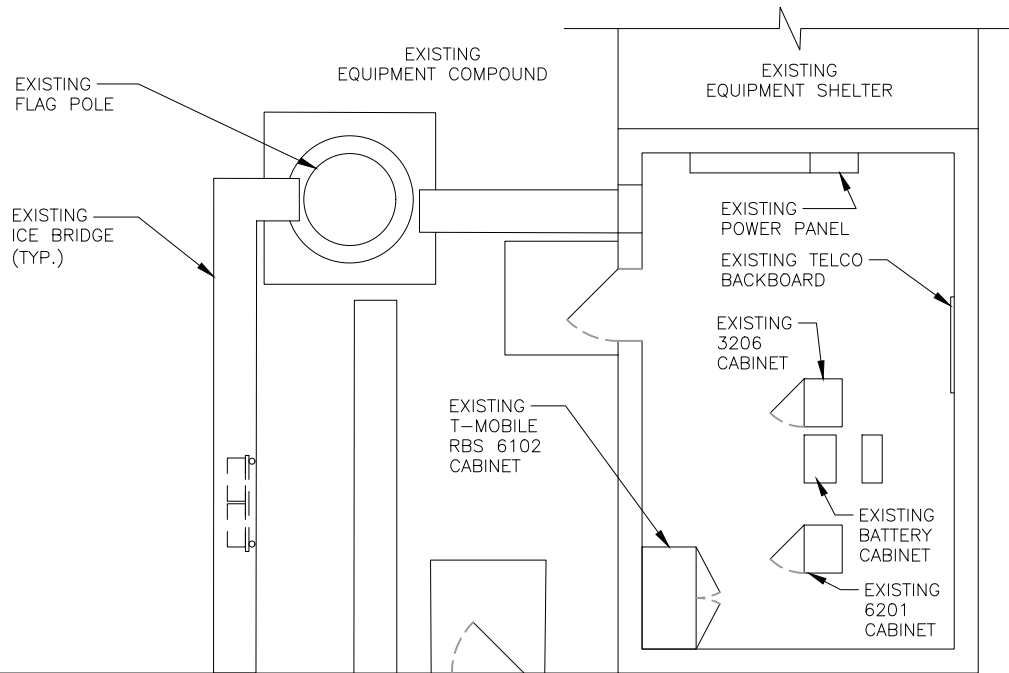 EXISTING
EQUIPMENT COMPOUND
EXISTING
EQUIPMENT SHELTER
EXISTING
FLAG POLE
EXISTING
ICE BRIDGE
(TYP.)
EXISTING
POWER PANEL
EXISTING TELCO
BACKBOARD
EXISTING
3206
CABINET
EXISTING
T-MOBILE
RBS 6102
CABINET
EXISTING
BATTERY
CABINET
EXISTING
6201
CABINET